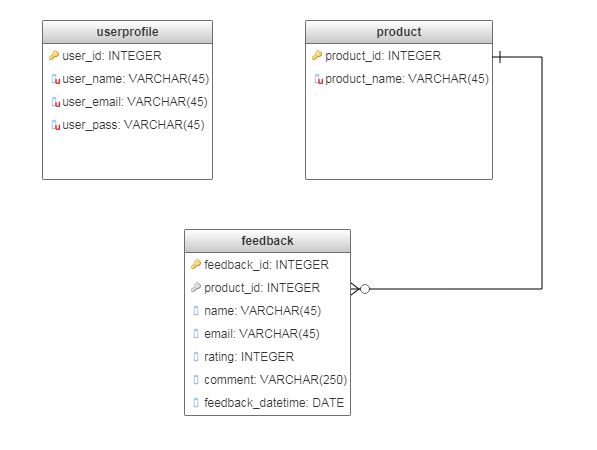 userprofile
user_id: INTEGER
user_name: VARCHAR(45)
user_email: VARCHAR(45)
user_pass: VARCHAR(45)
product
product_id: INTEGER
product_name: VARCHAR(45)
feedback
feedback_id: INTEGER
product_id: INTEGER
name: VARCHAR(45)
email: VARCHAR(45)
rating: INTEGER
comment: VARCHAR(250)
feedback_datetime: DATE